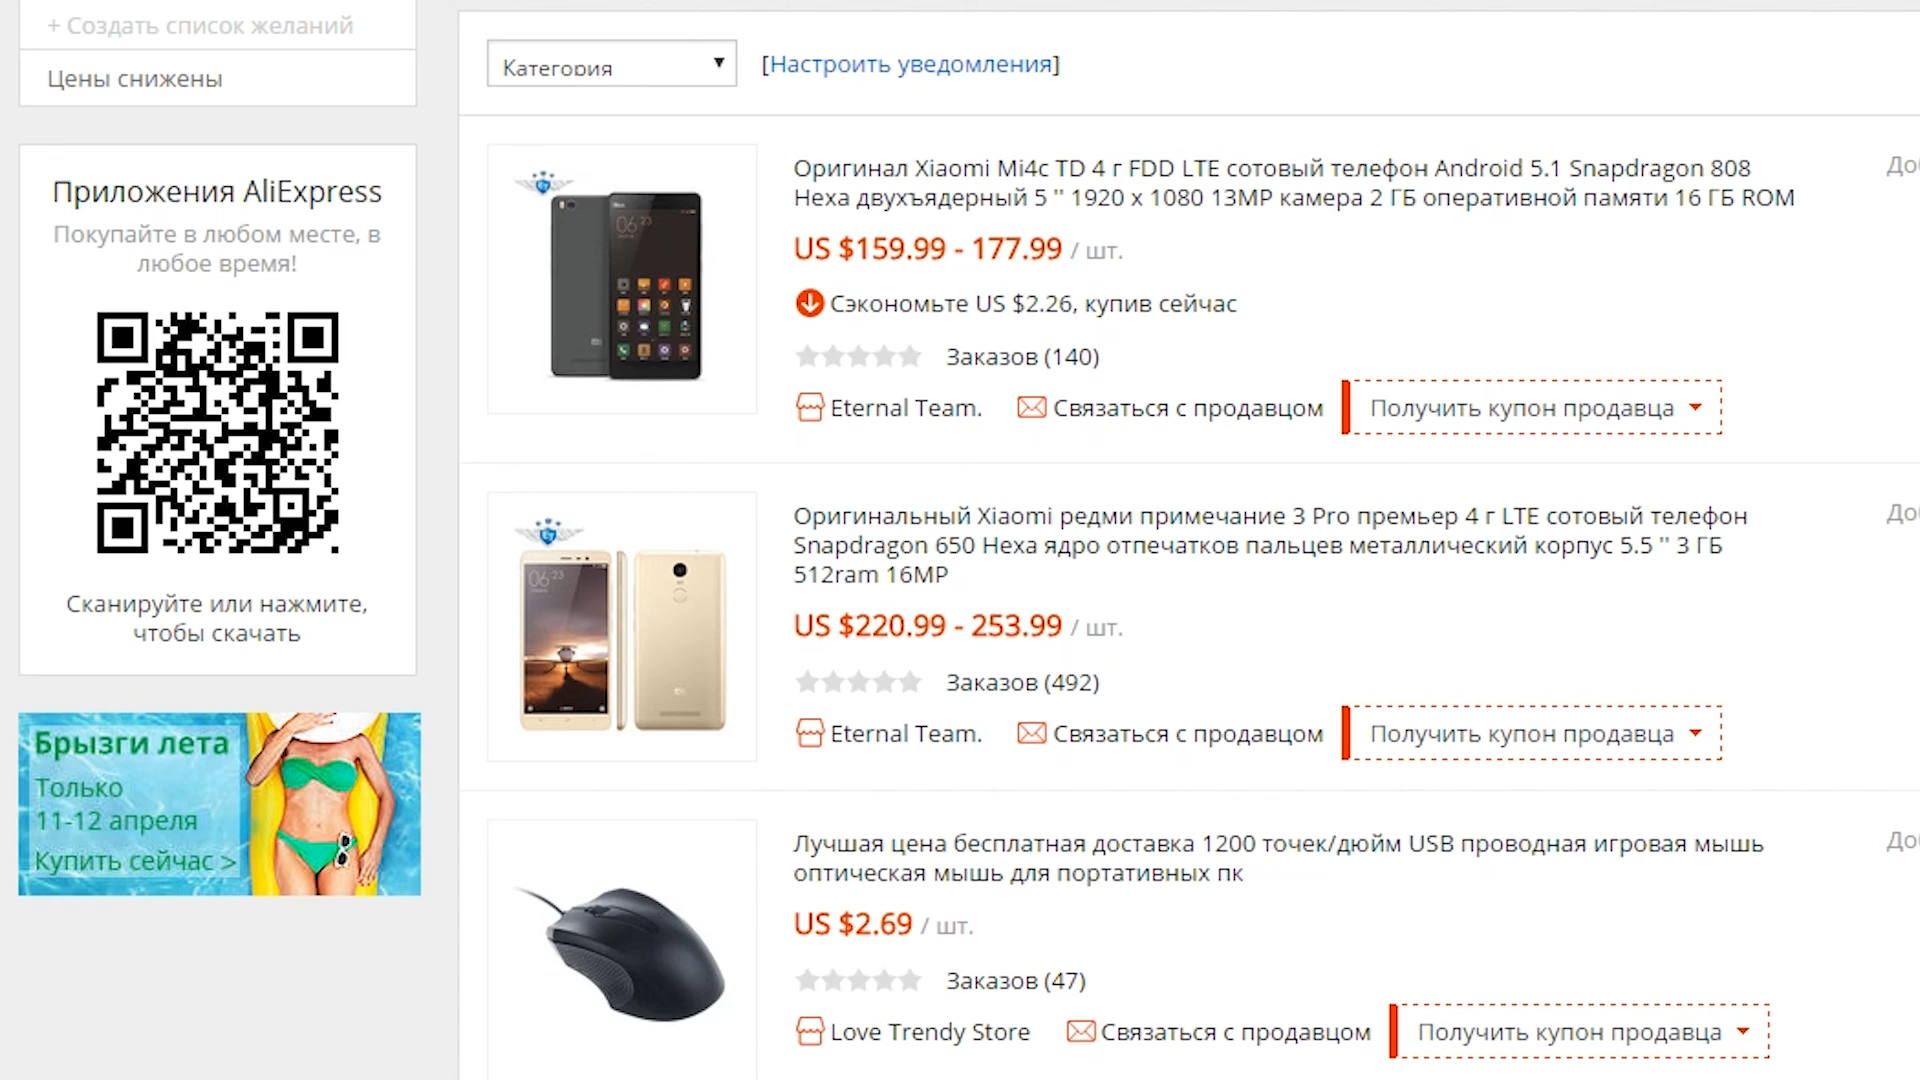 + Создать список желаний
Цены снижены
Приложения AliExpress
Покупайте в любом месте, в
любое время!
Сканируйте или нажмите,
чтобы скачать
Брызги лета
Только
11-12 апреля
Купить сейчас >
Категория
[Настроить уведомления]
Оригинал Xiaomi Mi4c TD 4 г FDD LTE сотовый телефон Android 5.1 Snapdragon 808
Hexa двухъядерный 5 '' 1920 x 1080 13MP камера 2 ГБ оперативной памяти 16 ГБ ROM
US $159.99 - 177.99 / шт.
Сэкономьте US $2.26, купив сейчас
Заказов (140)
Eternal Team.
Связаться с продавцом
Получить купон продавца
Оригинальный Xiaomi редми примечание 3 Pro премьер 4 г LTE сотовый телефон
Snapdragon 650 Hexa ядро отпечатков пальцев металлический корпус 5.5 '' 3 ГБ
512ram 16MP
US $220.99 - 253.99 / шт.
Заказов (492)
Eternal Team.
Связаться с продавцом
Получить купон продавца
Лучшая цена бесплатная доставка 1200 точек/дюйм USB проводная игровая мышь
оптическая мышь для портативных пк
US $2.69 / шт.
Заказов (47)
Love Trendy Store
Связаться с продавцом
Получить купон продавца